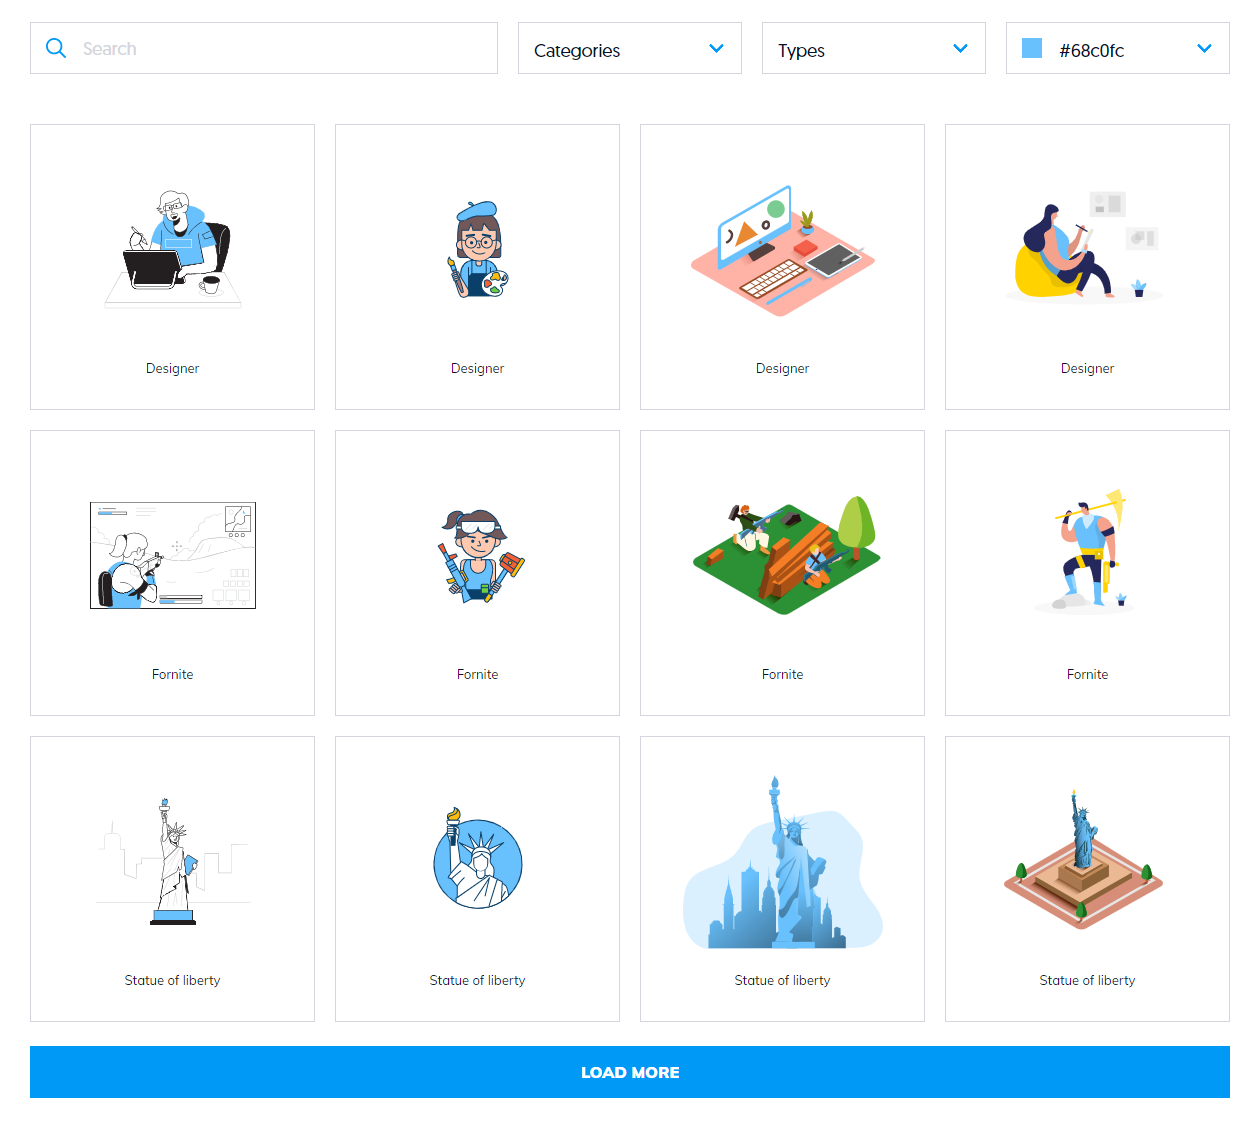 Search
Categories
Types
#68c0fc
Designer
Designer
Designer
Designer
Fornite
Fornite
Fornite
Fornite
Statue of liberty
Statue of liberty
Statue of liberty
Statue of liberty
LOAD MORE